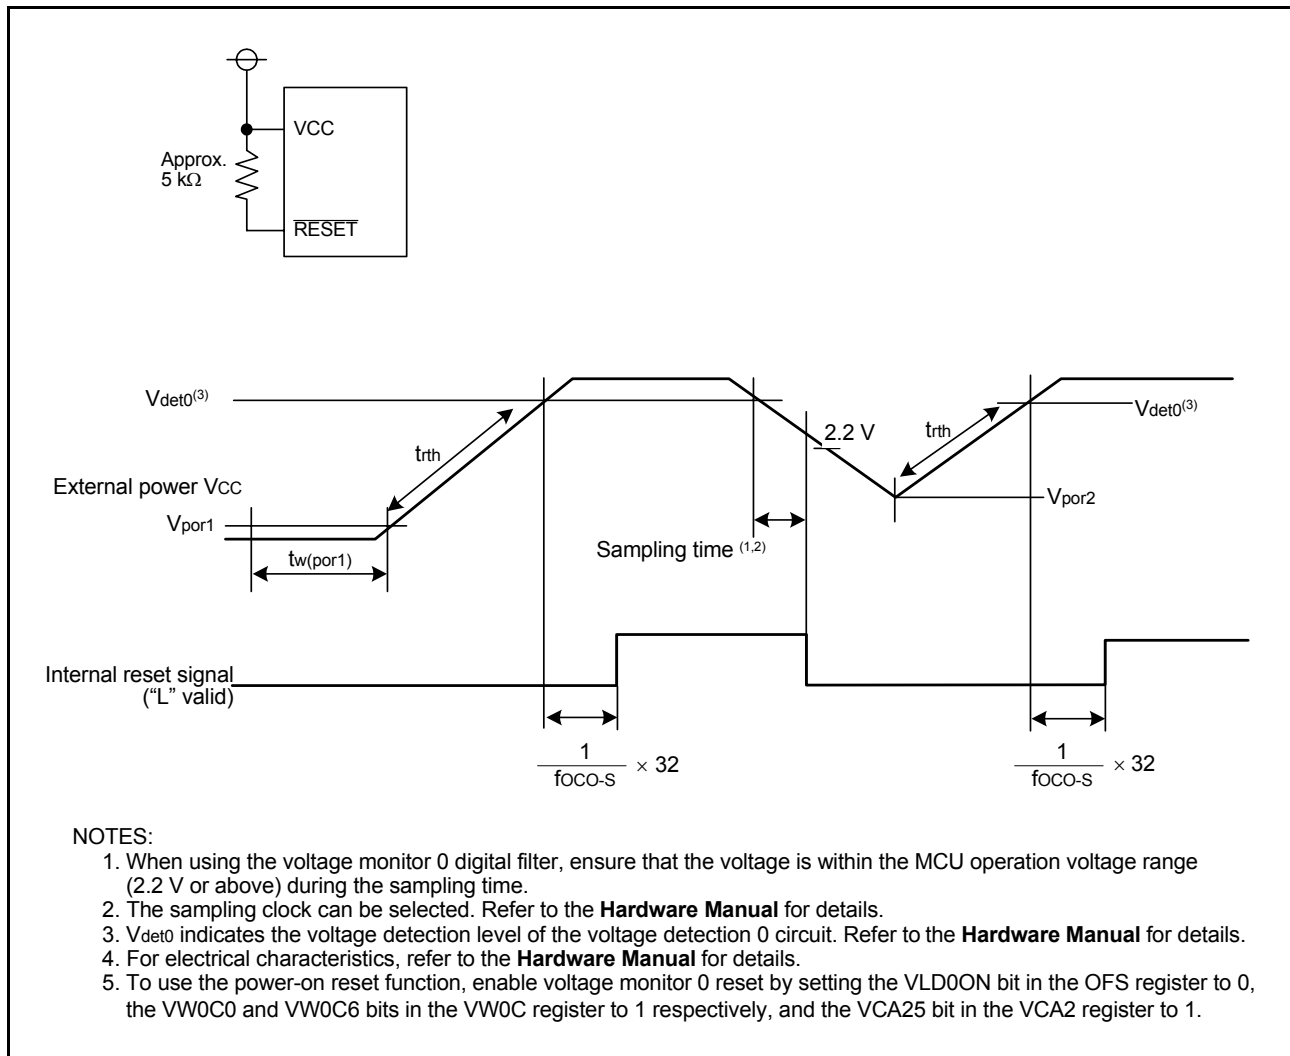 VCC
Approx.
5 kΩ
RESET
Vdet0(3)
2.2 V
Vdet0(3)
trth
trth
External power VCC
Vpor1
Vpor2
tw(por1)
Sampling time (1,2)
Internal reset signal
(“L” valid)
1
fOCO-S
× 32
1
fOCO-S
× 32
NOTES:
1. When using the voltage monitor 0 digital filter, ensure that the voltage is within the MCU operation voltage range
(2.2 V or above) during the sampling time.
2. The sampling clock can be selected. Refer to the Hardware Manual for details.
3. Vdet0 indicates the voltage detection level of the voltage detection 0 circuit. Refer to the Hardware Manual for details.
4. For electrical characteristics, refer to the Hardware Manual for details.
5. To use the power-on reset function, enable voltage monitor 0 reset by setting the VLD0ON bit in the OFS register to 0,
the VW0C0 and VW0C6 bits in the VW0C register to 1 respectively, and the VCA25 bit in the VCA2 register to 1.